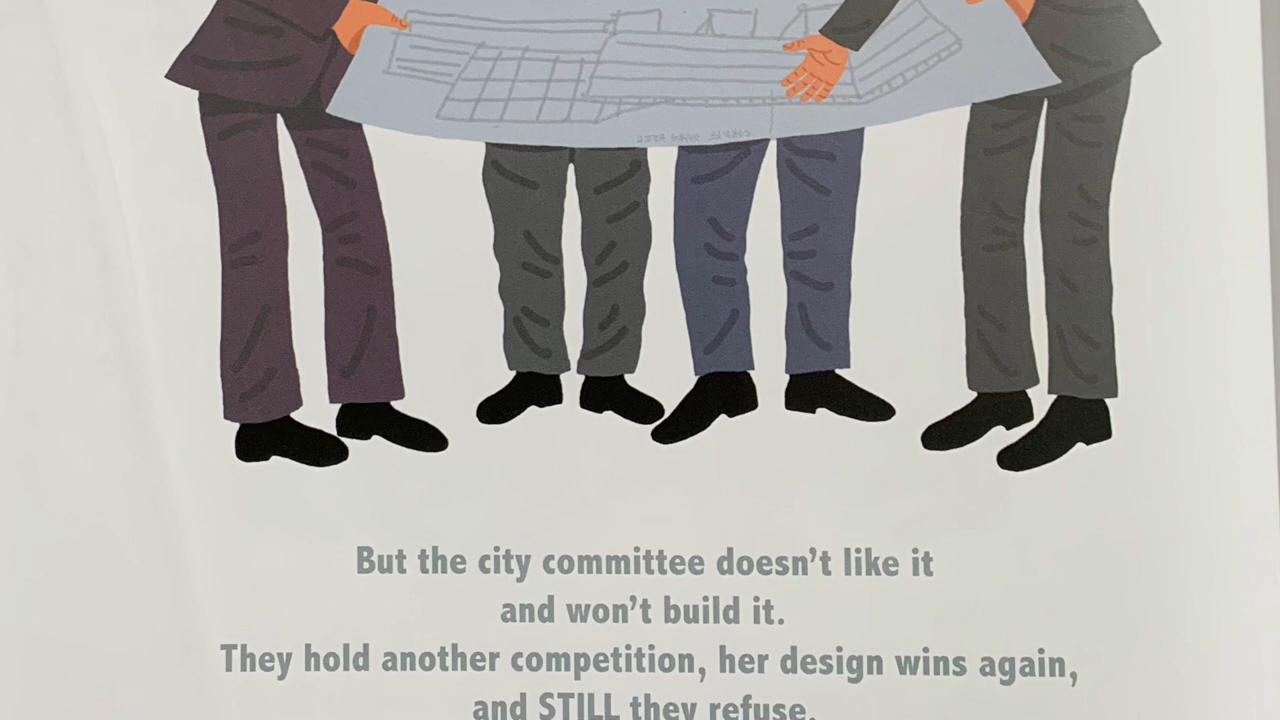 But the city committee doesn't like it
and won't build it.
They hold another competition, her design wins again,
and STILL they refuse.